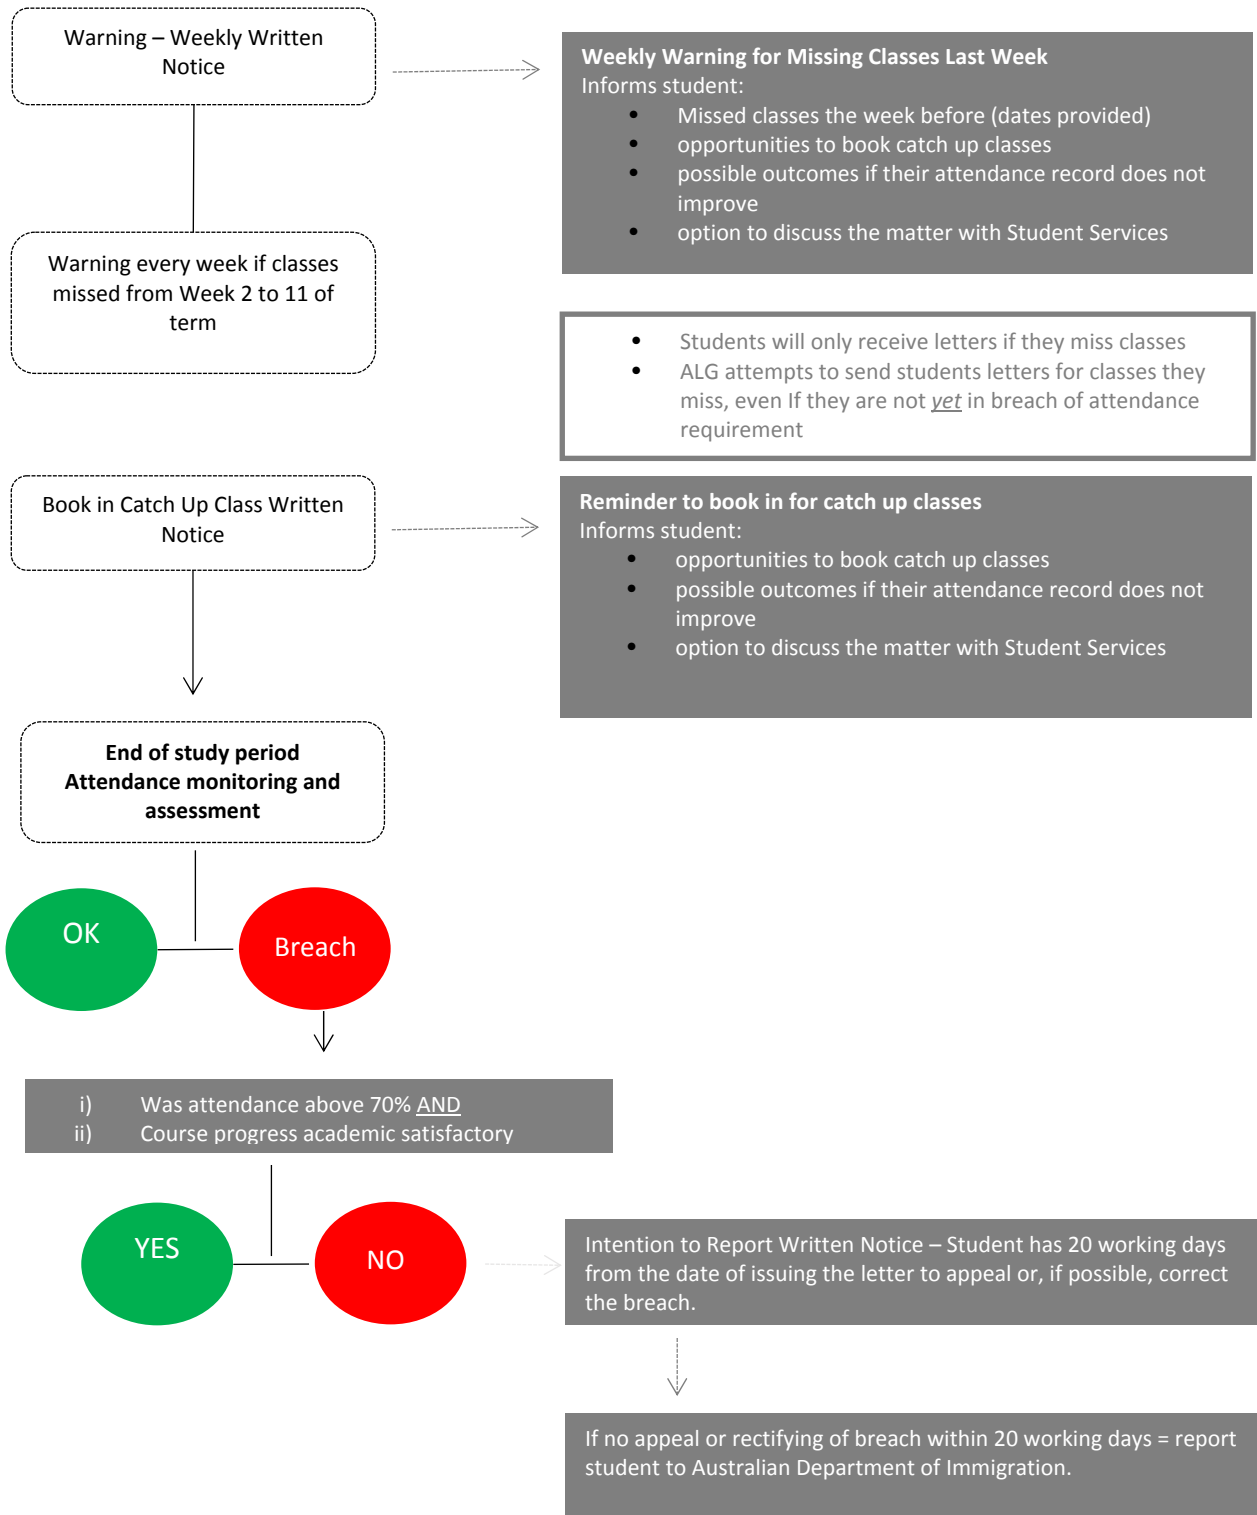 Warning – Weekly Written
Notice
Weekly Warning for Missing Classes Last Week
Informs student:
• Missed classes the week before (dates provided)
• opportunities to book catch up classes
• possible outcomes if their attendance record does not
improve
• option to discuss the matter with Student Services
Warning every week if classes
missed from Week 2 to 11 of
term
• Students will only receive letters if they miss classes
• ALG attempts to send students letters for classes they
miss, even If they are not yet in breach of attendance
requirement
Book in Catch Up Class Written
Notice
Reminder to book in for catch up classes
Informs student:
• opportunities to book catch up classes
• possible outcomes if their attendance record does not
improve
• option to discuss the matter with Student Services
End of study period
Attendance monitoring and
assessment
OK
Breach
i) Was attendance above 70% AND
ii) Course progress academic satisfactory
YES
NO
Intention to Report Written Notice – Student has 20 working days
from the date of issuing the letter to appeal or, if possible, correct
the breach.
If no appeal or rectifying of breach within 20 working days = report
student to Australian Department of Immigration.